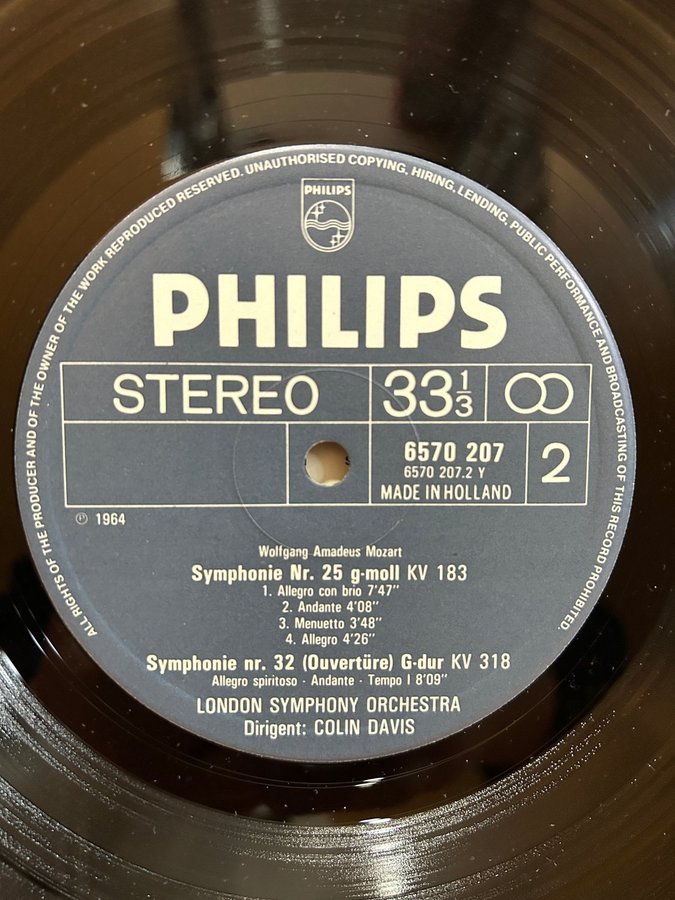 ALL RIGHTS OF THE PRODUCER AND OF THE OWNER OF THE WORK REPRODUCED RESERVED. UNAUTHORISED COPYING, HIRING, LENDING, PUBLIC PERFORMANCE AND BROADCASTING OF THIS RECORD PROHIBITED.
PHILIPS
PHILIPS
STEREO 33⅓
6570 207
6570 207.2 Y
MADE IN HOLLAND
2
℗ 1964
Wolfgang Amadeus Mozart
Symphonie Nr. 25 g-moll KV 183
1. Allegro con brio 7'47"
2. Andante 4'08"
3. Menuetto 3'48"
4. Allegro 4'26"
Symphonie nr. 32 (Ouvertüre) G-dur KV 318
Allegro spiritoso · Andante · Tempo I 8'09"
LONDON SYMPHONY ORCHESTRA
Dirigent: COLIN DAVIS